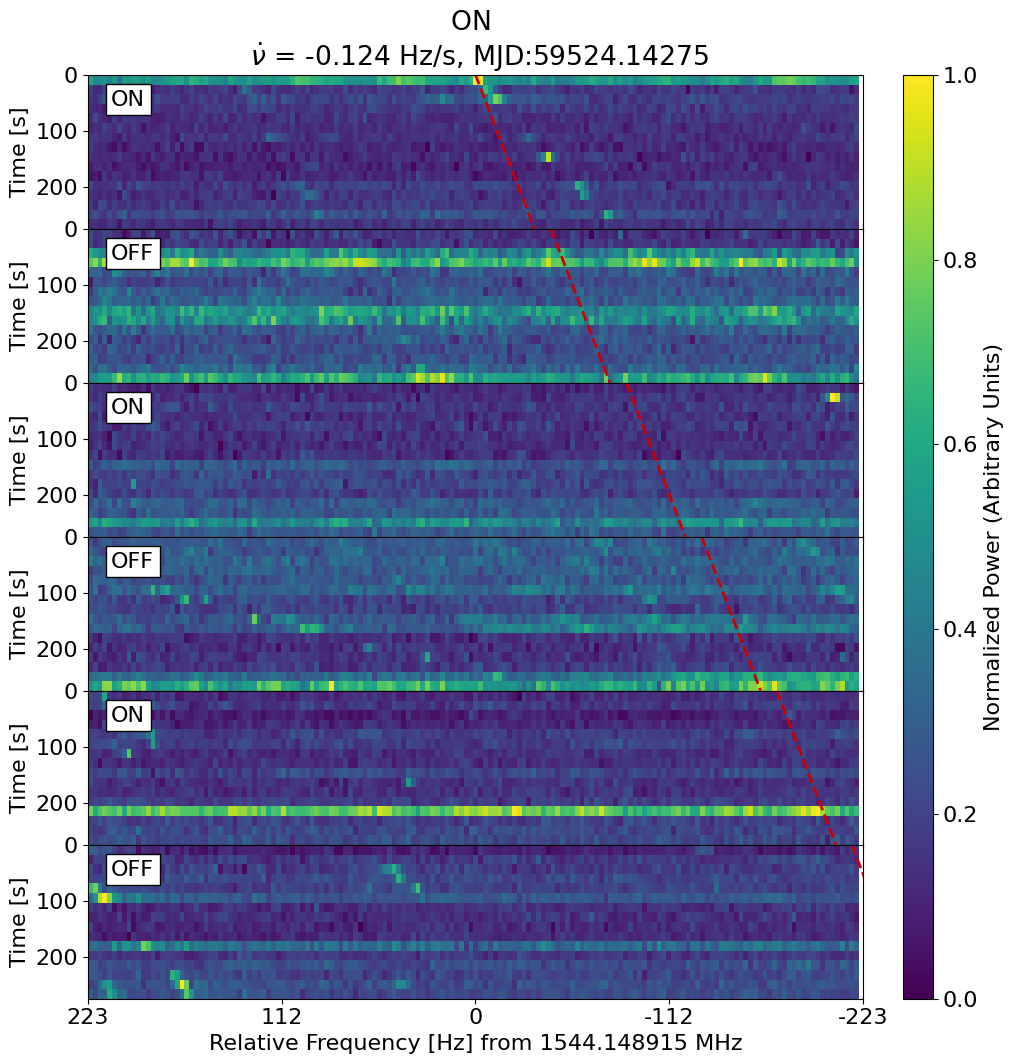 ON
ν̇ = -0.124 Hz/s, MJD:59524.14275
0
ON
100
200
Time [s]
0
OFF
100
200
Time [s]
0
ON
100
200
Time [s]
0
OFF
100
200
Time [s]
0
ON
100
200
Time [s]
0
OFF
100
200
Time [s]
223 112 0 -112 -223
Relative Frequency [Hz] from 1544.148915 MHz
1.0
0.8
0.6
0.4
0.2
0.0
Normalized Power (Arbitrary Units)